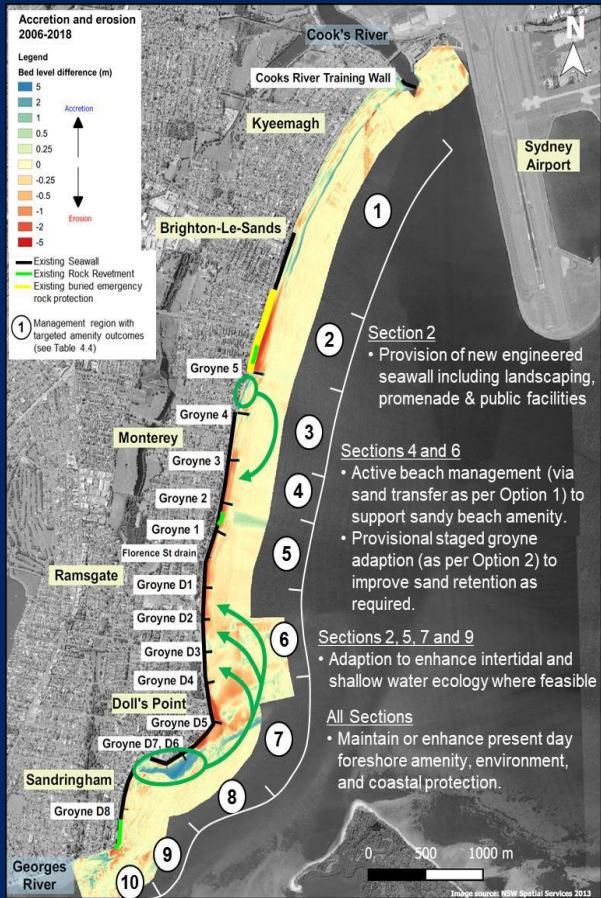 Accretion and erosion
2006-2018
Legend
Bed level difference (m)
5
2
1
0.5
0.25
0
-0.25
-0.5
-1
-2
-5
Accretion
Erosion
Existing Seawall
Existing Rock Revetment
Existing buried emergency
rock protection
1 Management region with
targeted amenity outcomes
(see Table 4.4)
Cook's River
N
Cooks River Training Wall
Kyeemagh
Sydney
Airport
1
Brighton-Le-Sands
2
Section 2
• Provision of new engineered
seawall including landscaping,
promenade & public facilities
Groyne 5
Groyne 4
3
Monterey
Groyne 3
4
Sections 4 and 6
• Active beach management (via
sand transfer as per Option 1) to
support sandy beach amenity.
• Provisional staged groyne
adaption (as per Option 2) to
improve sand retention as
required.
Groyne 2
Groyne 1
5
Florence St drain
Ramsgate
Groyne D1
Groyne D2
6
Groyne D3
Groyne D4
Sections 2, 5, 7 and 9
• Adaption to enhance intertidal and
shallow water ecology where feasible
Doll's Point
Groyne D5
7
Groyne D7, D6
All Sections
• Maintain or enhance present day
foreshore amenity, environment,
and coastal protection.
Sandringham
8
Groyne D8
9
Georges
River
10
0 500 1000 m
Image source: NSW Spatial Services 2013